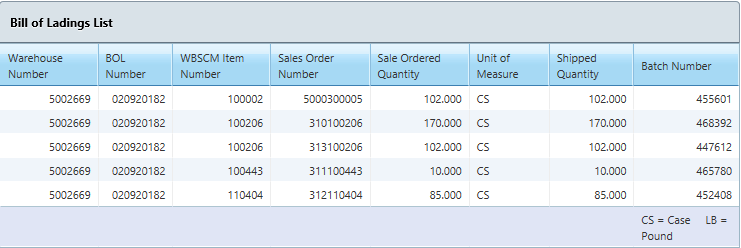 Bill of Ladings List
Warehouse Number BOL Number WBSCM Item Number Sales Order Number Sale Ordered Quantity Unit of Measure Shipped Quantity Batch Number
5002669 020920182 100002 5000300005 102.000 CS 102.000 455601
5002669 020920182 100206 310100206 170.000 CS 170.000 468392
5002669 020920182 100206 313100206 102.000 CS 102.000 447612
5002669 020920182 100443 311100443 10.000 CS 10.000 465780
5002669 020920182 110404 312110404 85.000 CS 85.000 452408
CS = Case LB =
Pound